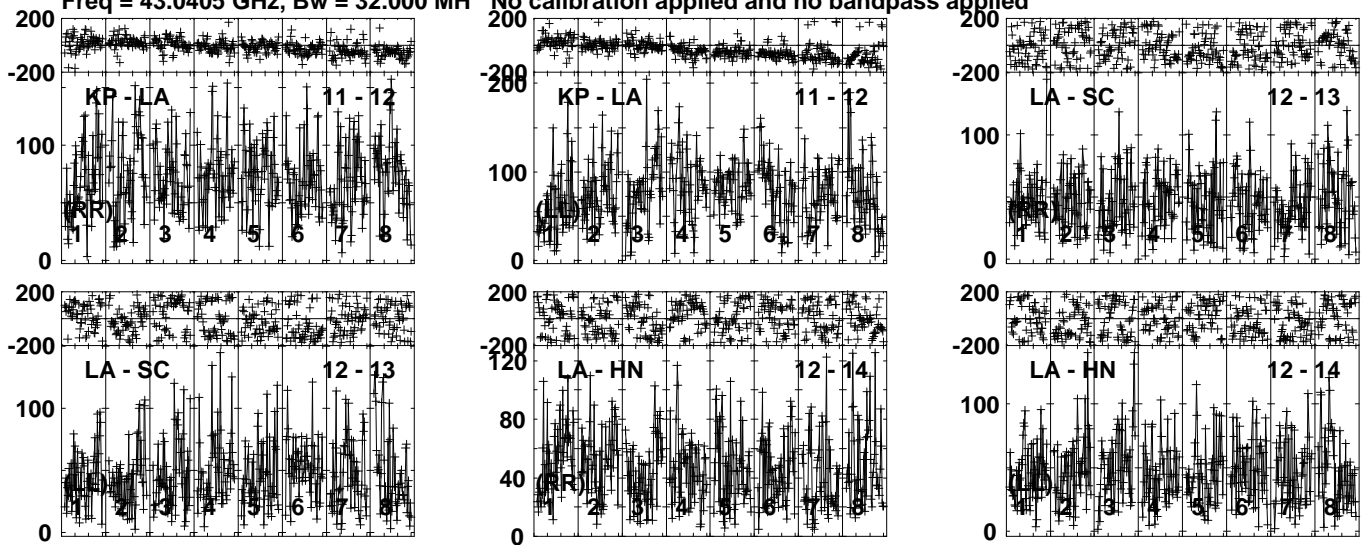 Freq = 43.0405 GHz, Bw = 32.000 MH No calibration applied and no bandpass applied
200
-200
KP - LA 11 - 12
100
(RR)
1 2 3 4 5 6 7 8
0
200
-200
200
KP - LA 11 - 12
100
(LL)
1 2 3 4 5 6 7 8
0
200
-200
LA - SC 12 - 13
100
(RR)
1 2 3 4 5 6 7 8
0
200
-200
LA - SC 12 - 13
100
(LL)
1 2 3 4 5 6 7 8
0
200
-200
120
LA - HN 12 - 14
80
40
(RR)
1 2 3 4 5 6 7 8
0
200
-200
LA - HN 12 - 14
100
(LL)
1 2 3 4 5 6 7 8
0